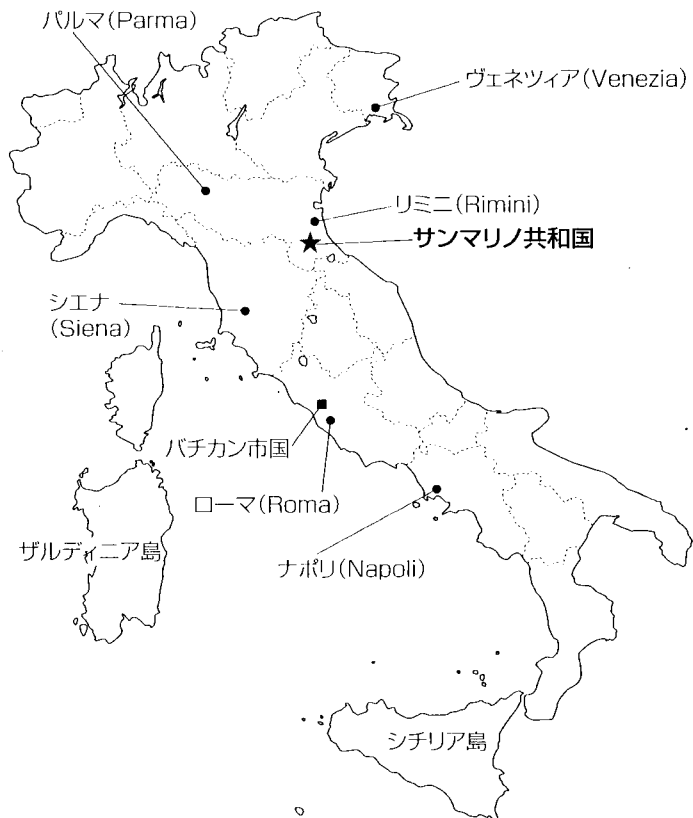 パルマ(Parma)
ヴェネツィア(Venezia)
リミニ(Rimini)
サンマリノ共和国
シエナ
(Siena)
バチカン市国
ローマ(Roma)
ザルディニア島
ナポリ(Napoli)
シチリア島